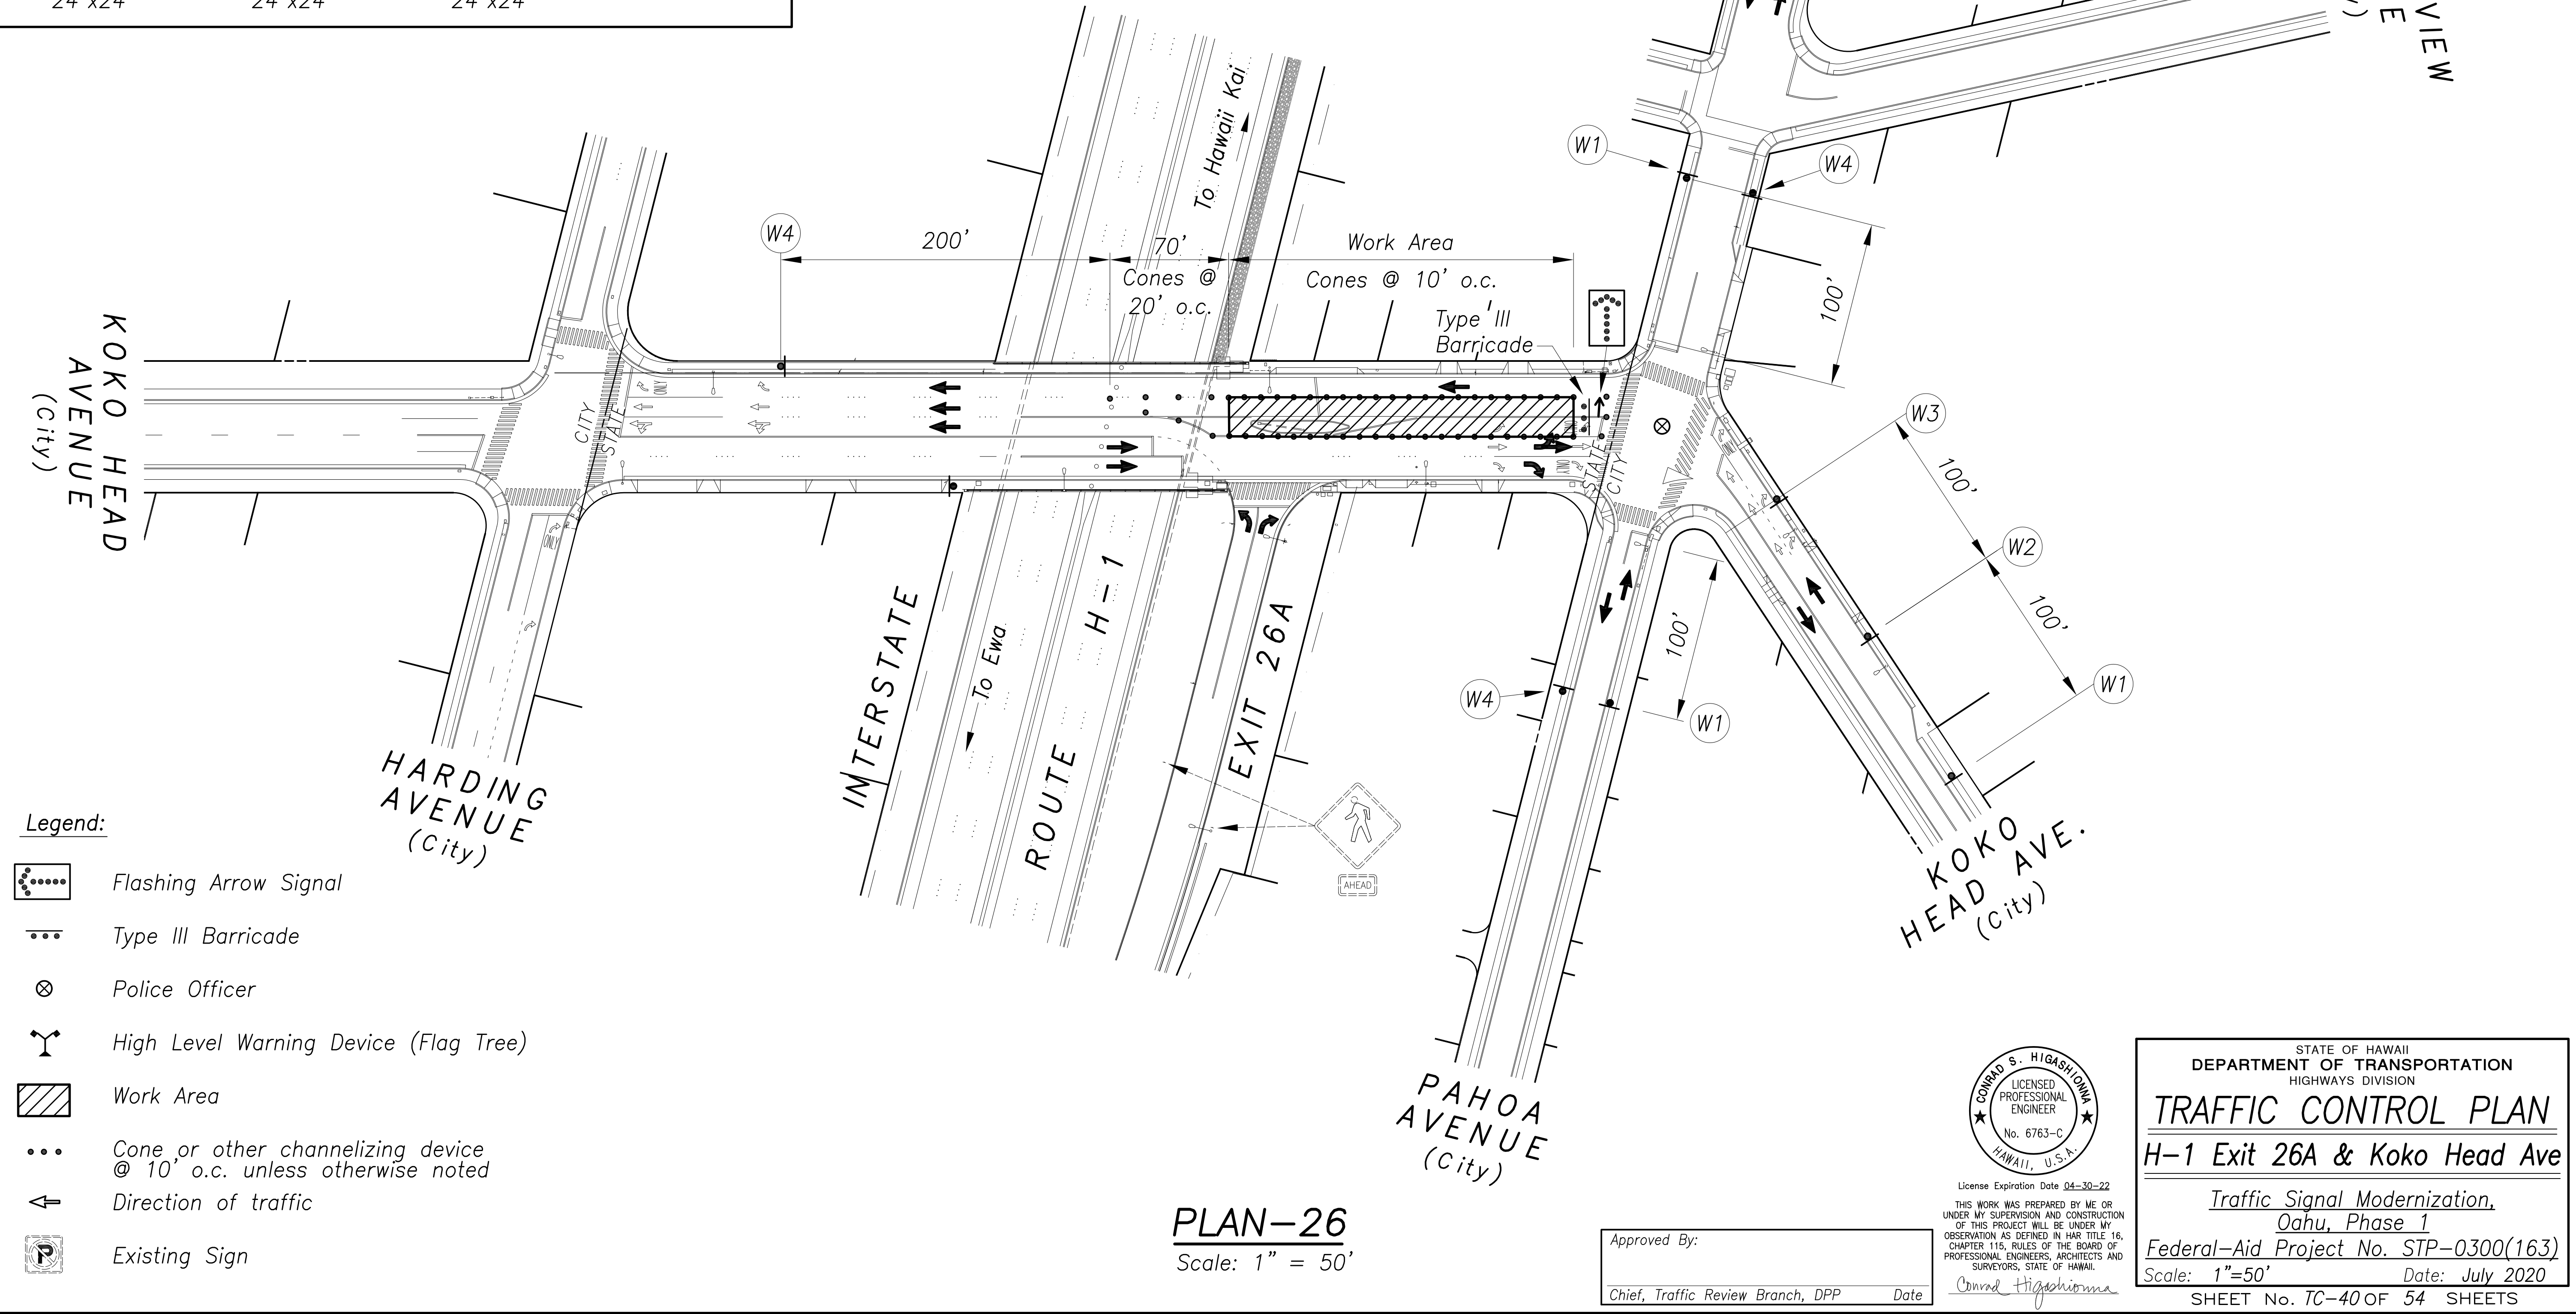 24"x24" 24"x24" 24"x24"
VIEW
E
To Hawaii Kai
W1
W4
W4
200'
70'
Work Area
Cones @
20' o.c.
Cones @ 10' o.c.
Type III
Barricade
100'
KOKO HEAD
AVENUE
(City)
ONLY
CITY
STATE
ONLY
ONLY
ONLY
STATE
CITY
ONLY
ONLY
W3
100'
W2
100'
W1
100'
W4
W1
INTERSTATE
ROUTE H-1
To Ewa
EXIT 26A
AHEAD
HARDING
AVENUE
(City)
KOKO
HEAD AVE.
(City)
PAHOA
AVENUE
(City)
Legend:
Flashing Arrow Signal
Type III Barricade
Police Officer
High Level Warning Device (Flag Tree)
Work Area
Cone or other channelizing device
@ 10' o.c. unless otherwise noted
Direction of traffic
P
Existing Sign
PLAN-26
Scale: 1" = 50'
Approved By:
Chief, Traffic Review Branch, DPP Date
CONRAD S. HIGASHIONNA
LICENSED
PROFESSIONAL
ENGINEER
No. 6763-C
HAWAII, U.S.A.
License Expiration Date 04-30-22
THIS WORK WAS PREPARED BY ME OR
UNDER MY SUPERVISION AND CONSTRUCTION
OF THIS PROJECT WILL BE UNDER MY
OBSERVATION AS DEFINED IN HAR TITLE 16,
CHAPTER 115, RULES OF THE BOARD OF
PROFESSIONAL ENGINEERS, ARCHITECTS AND
SURVEYORS, STATE OF HAWAII.
Conrad Higashionna
STATE OF HAWAII
DEPARTMENT OF TRANSPORTATION
HIGHWAYS DIVISION
TRAFFIC CONTROL PLAN
H-1 Exit 26A & Koko Head Ave
Traffic Signal Modernization,
Oahu, Phase 1
Federal-Aid Project No. STP-0300(163)
Scale: 1"=50' Date: July 2020
SHEET No. TC-40 OF 54 SHEETS